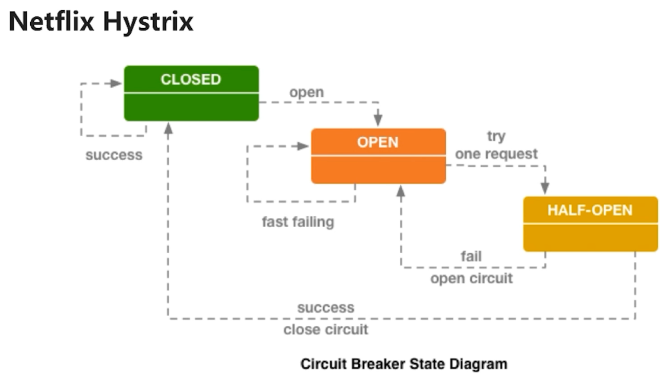 Netflix Hystrix
CLOSED
open
success
OPEN
try
one request
fast failing
HALF-OPEN
fail
open circuit
success
close circuit
Circuit Breaker State Diagram